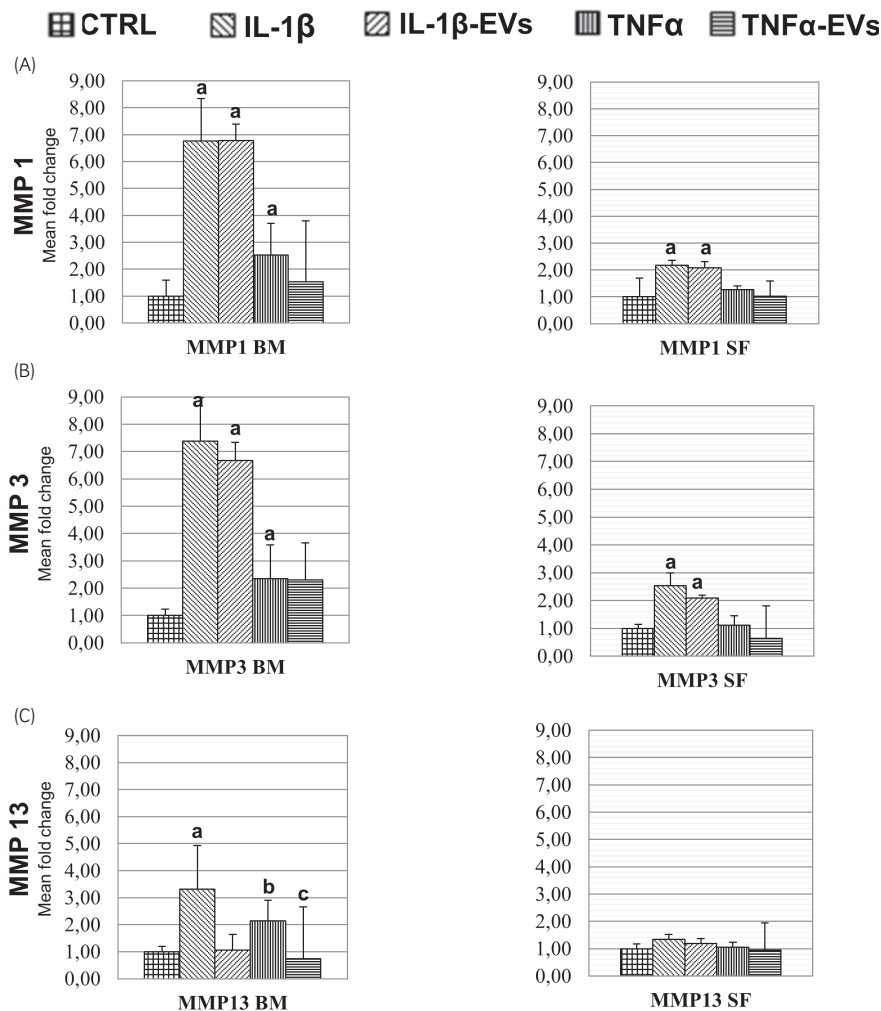 CTRL IL-1β IL-1β-EVs TNFα TNFα-EVs
(A)
MMP 1
Mean fold change
9,00
8,00
7,00
6,00
5,00
4,00
3,00
2,00
1,00
0,00
a
a
a
MMP1 BM
9,00
8,00
7,00
6,00
5,00
4,00
3,00
2,00
1,00
0,00
a a
MMP1 SF
(B)
MMP 3
Mean fold change
9,00
8,00
7,00
6,00
5,00
4,00
3,00
2,00
1,00
0,00
a
a
a
MMP3 BM
9,00
8,00
7,00
6,00
5,00
4,00
3,00
2,00
1,00
0,00
a
a
MMP3 SF
(C)
MMP 13
Mean fold change
9,00
8,00
7,00
6,00
5,00
4,00
3,00
2,00
1,00
0,00
a
b
c
MMP13 BM
9,00
8,00
7,00
6,00
5,00
4,00
3,00
2,00
1,00
0,00
MMP13 SF